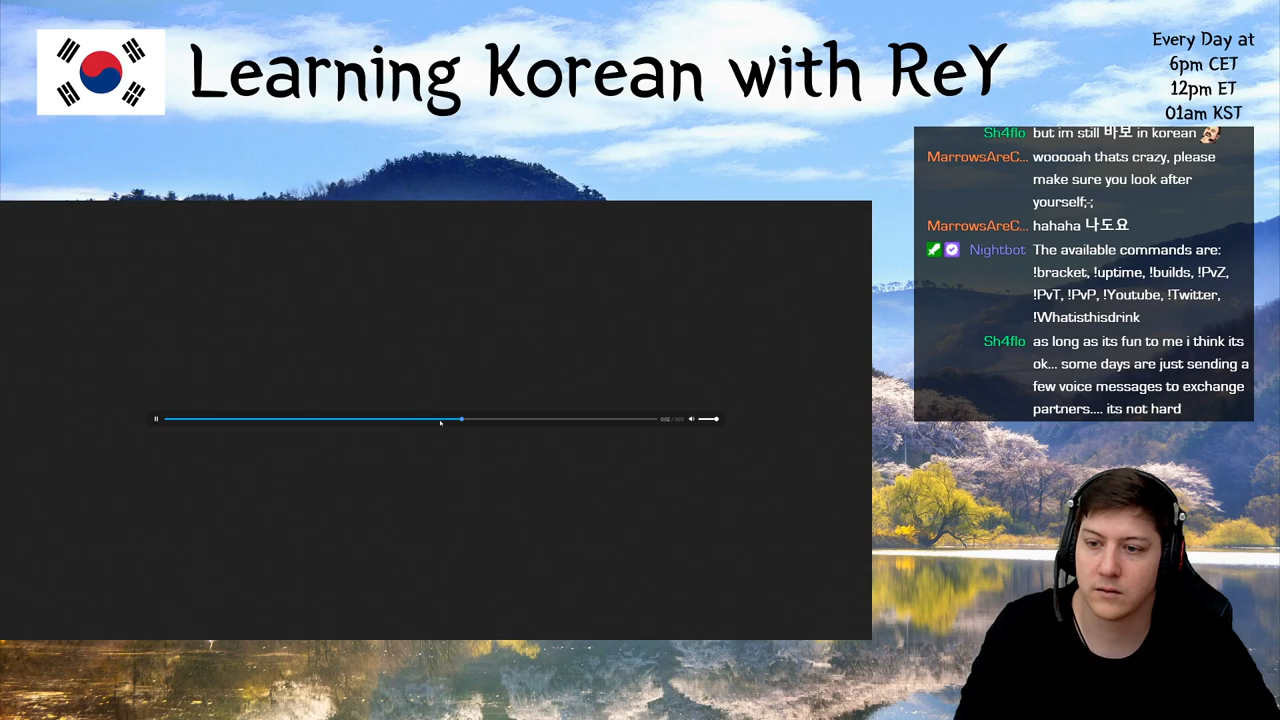 Learning Korean with ReY
Every Day at
6pm CET
12pm ET
01am KST
Sh4flo but im still 바보 in korean
MarrowsAreC... wooooah thats crazy, please
make sure you look after
yourself;-;
MarrowsAreC... hahaha 나도요
Nightbot The available commands are:
!bracket, !uptime, !builds, !PvZ,
!PvT, !PvP, !Youtube, !Twitter,
!Whatisthisdrink
Sh4flo as long as its fun to me i think its
ok... some days are just sending a
few voice messages to exchange
partners.... its not hard
0:02 / 0:03